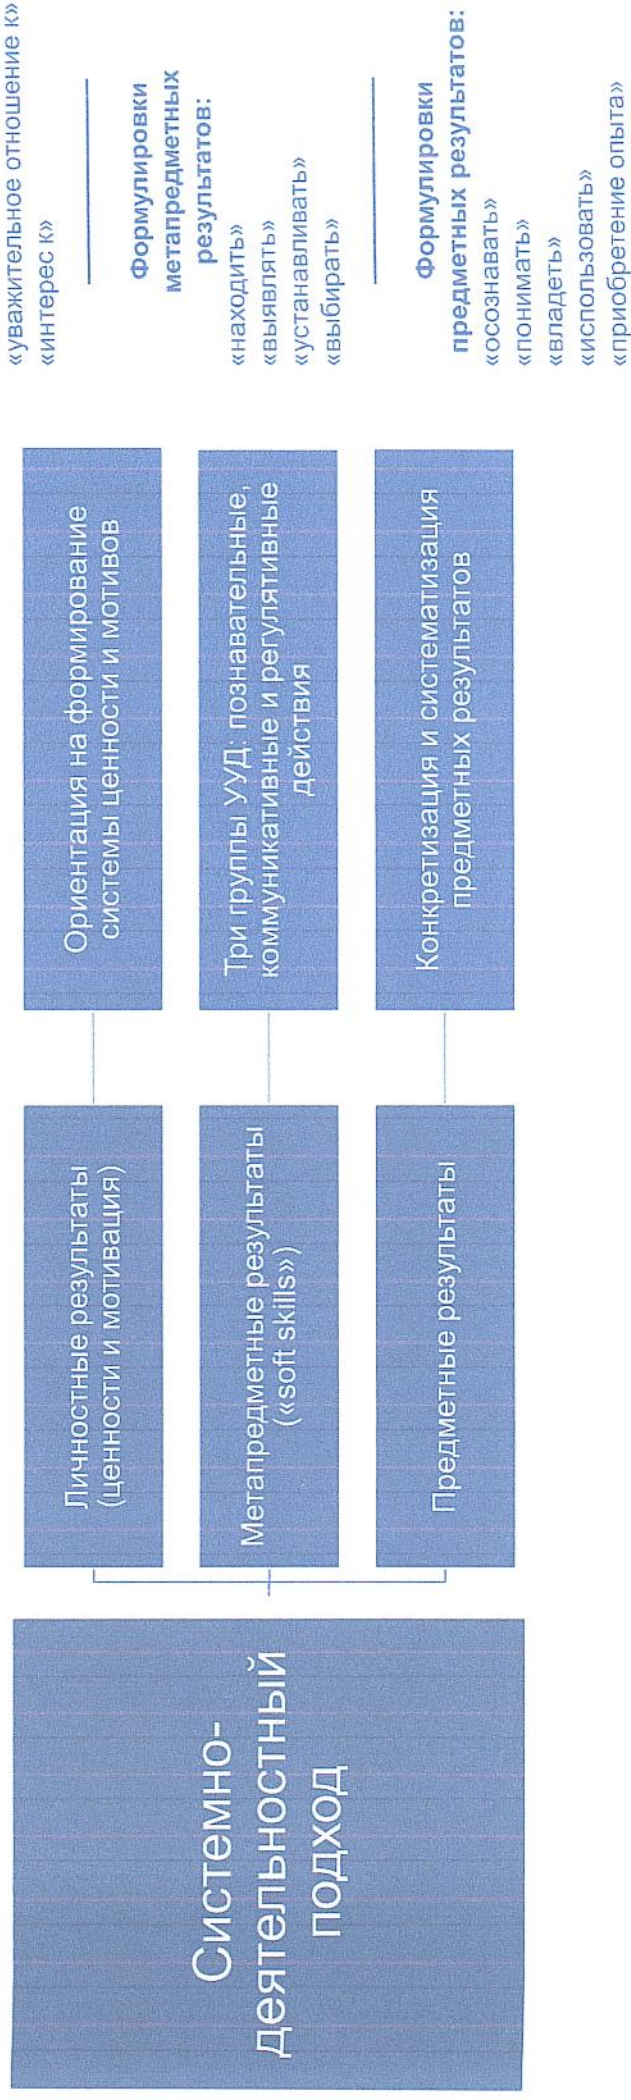 Системно-
деятельностный
подход
Личностные результаты
(ценности и мотивация)
Ориентация на формирование
системы ценности и мотивов
Метапредметные результаты
(«soft skills»)
Три группы УУД: познавательные,
коммуникативные и регулятивные
действия
Предметные результаты
Конкретизация и систематизация
предметных результатов
«уважительное отношение к»
«интерес к»
Формулировки
метапредметных
результатов:
«находить»
«выявлять»
«устанавливать»
«выбирать»
Формулировки
предметных результатов:
«осознавать»
«понимать»
«владеть»
«использовать»
«приобретение опыта»